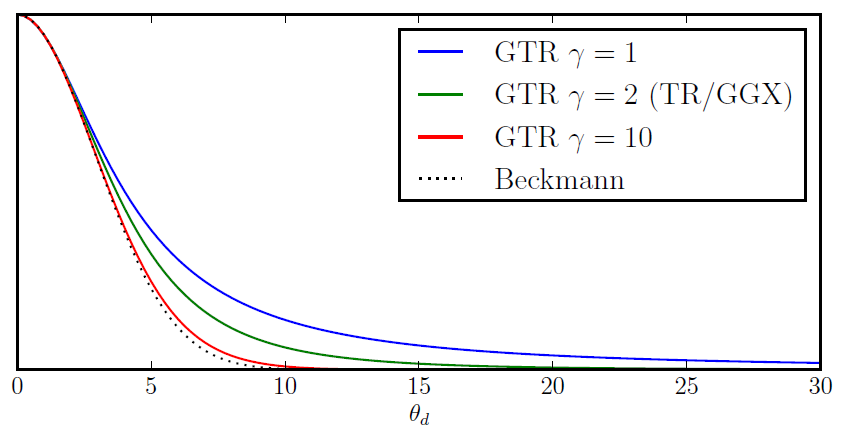 GTR γ = 1
GTR γ = 2 (TR/GGX)
GTR γ = 10
Beckmann
0 5 10 15 20 25 30
θd